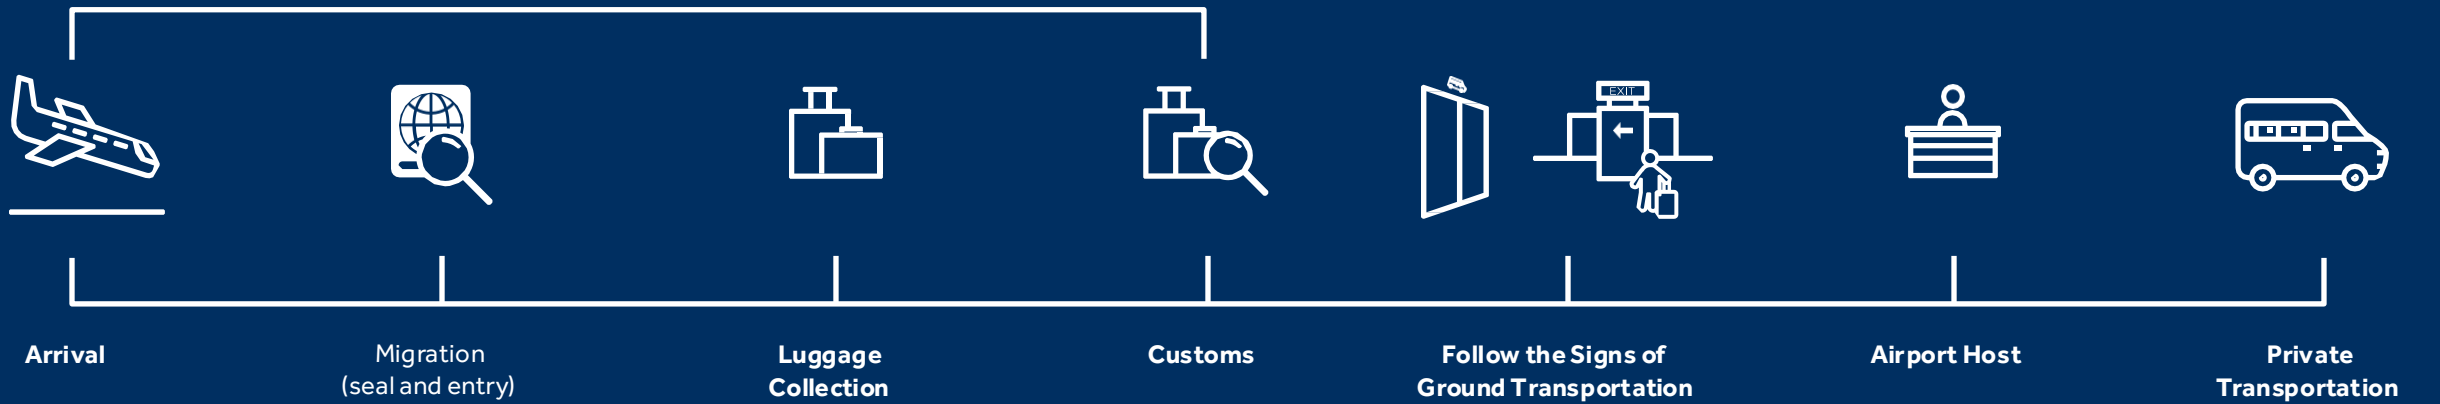 EXIT
Arrival
Migration
(seal and entry)
Luggage
Collection
Customs
Follow the Signs of
Ground Transportation
Airport Host
Private
Transportation